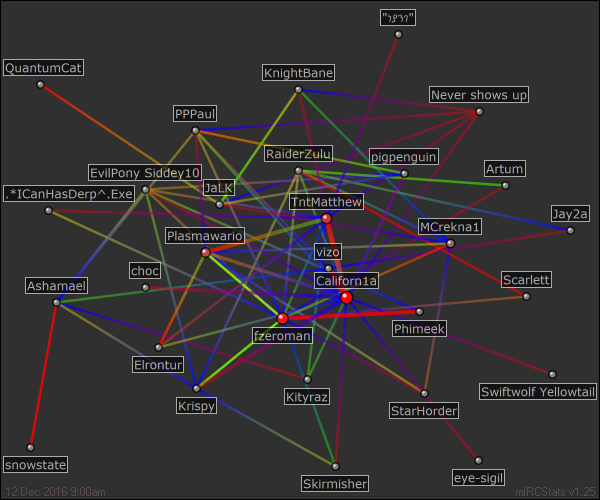 QuantumCat
KnightBane
Never shows up
PPPaul
RaiderZulu
pigpenguin
EvilPony Siddey10
Artum
.*ICanHasDerp^.Exe
JaLK
TntMatthew
Jay2a
Plasmawario
MCrekna1
vizo
choc
Californ1a
Scarlett
Ashamael
fzeroman
Phimeek
Elrontur
Swiftwolf Yellowtail
Krispy
Kityraz
StarHorder
snowstate
Skirmisher
eye-sigil
12 Dec 2016 9:00am
mIRCStats v1.25